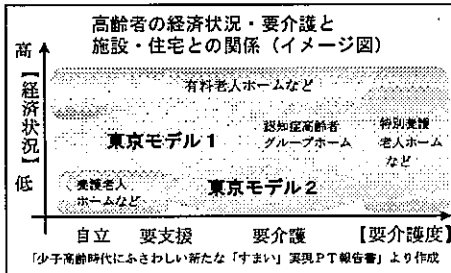 高齢者の経済状況・要介護と
施設・住宅との関係（イメージ図）
高
【経済状況】
低
有料老人ホームなど
東京モデル1
認知症高齢者
グループホーム
特別養護
老人ホーム
など
養護老人
ホームなど
東京モデル2
自立 要支援 要介護 【要介護度】
「少子高齢時代にふさわしい新たな「すまい」実現PT報告書」より作成